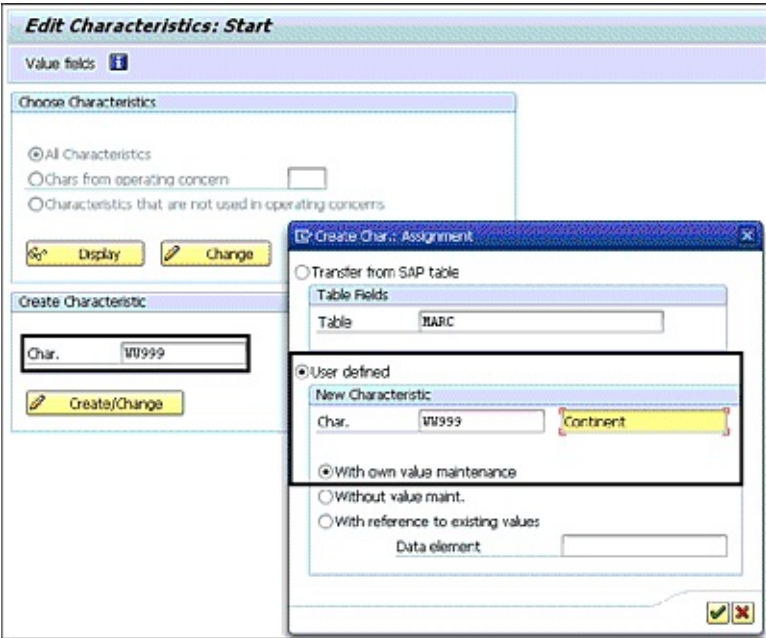 Edit Characteristics: Start
Value fields
Choose Characteristics
All Characteristics
Chars from operating concern
Characteristics that are not used in operating concerns
Display Change
Create Characteristic
Char. WW999
Create/Change
Create Char.: Assignment
Transfer from SAP table
Table Fields
Table MARC
User defined
New Characteristic
Char. WW999 Continent
With own value maintenance
Without value maint.
With reference to existing values
Data element